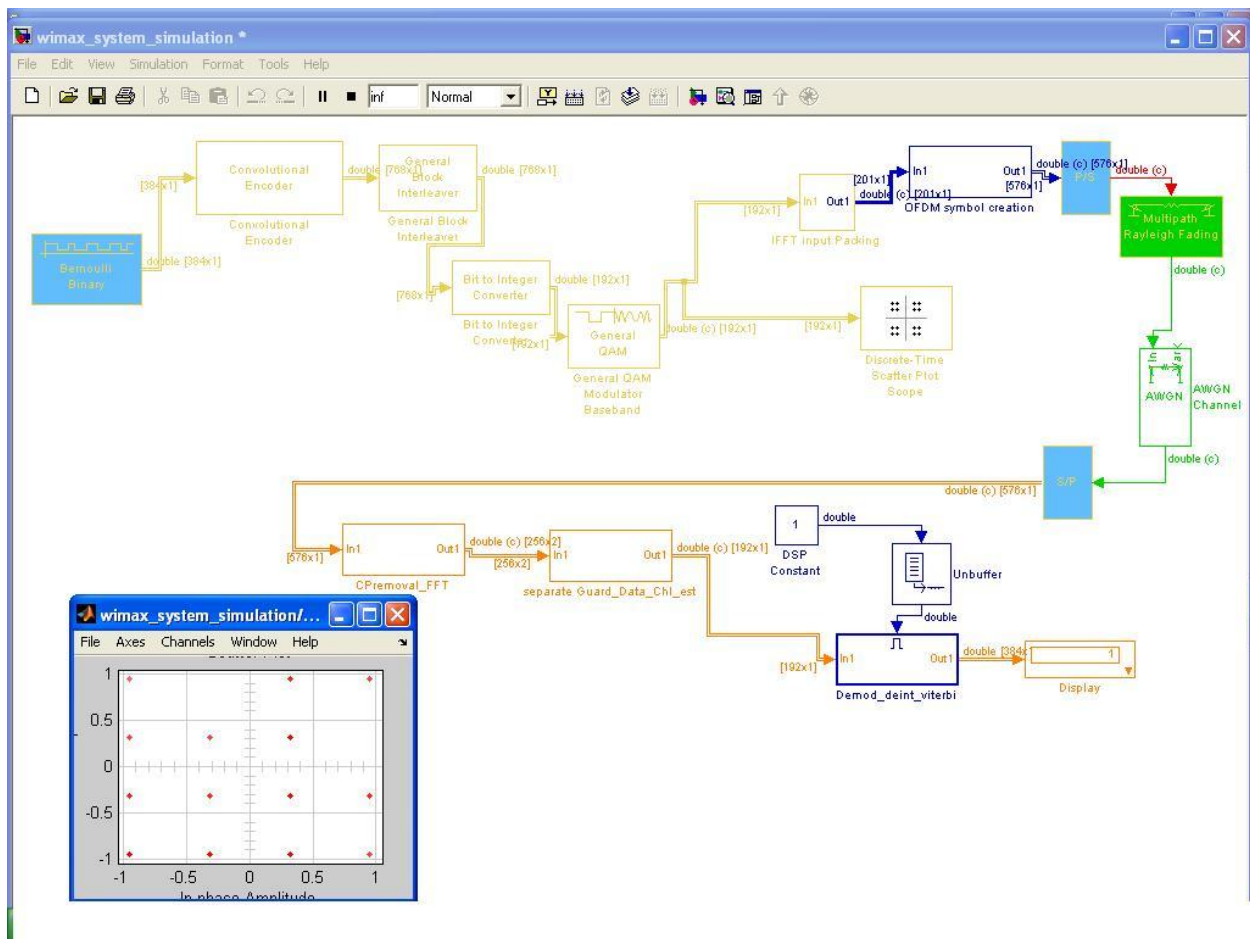 wimax_system_simulation *
File Edit View Simulation Format Tools Help
inf
Normal
Convolutional
Encoder
Convolutional
Encoder
[384x1]
double [768x1]
General
Block
Interleaver
General Block
Interleaver
double [768x1]
Bernoulli
Binary
double [384x1]
[768x1]
Bit to Integer
Converter
Bit to Integer
Converter
double [192x1]
[192x1]
General
QAM
General QAM
Modulator
Baseband
double (c) [192x1]
[192x1]
In1 Out1
IFFT Input Packing
[201x1]
double (c) [201x1]
In1 Out1
[576x1]
OFDM symbol creation
double (c) [576x1]
P/S
double (c)
Multipath
Rayleigh Fading
double (c)
[192x1]
Discrete-Time
Scatter Plot
Scope
In
Var
AWGN
AWGN
Channel
double (c)
S/P
double (c) [576x1]
[576x1]
In1 Out1
CPremoval_FFT
double (c) [256x2]
[256x2]
In1 Out1
separate Guard_Data_Chl_est
double (c) [192x1]
1
double
DSP
Constant
Unbuffer
double
[192x1]
In1 Out1
Demod_deint_viterbi
double [384x1]
1
Display
wimax_system_simulation/...
File Axes Channels Window Help
1
0.5
0
-0.5
-1
-1 -0.5 0 0.5 1
In-phase Amplitude